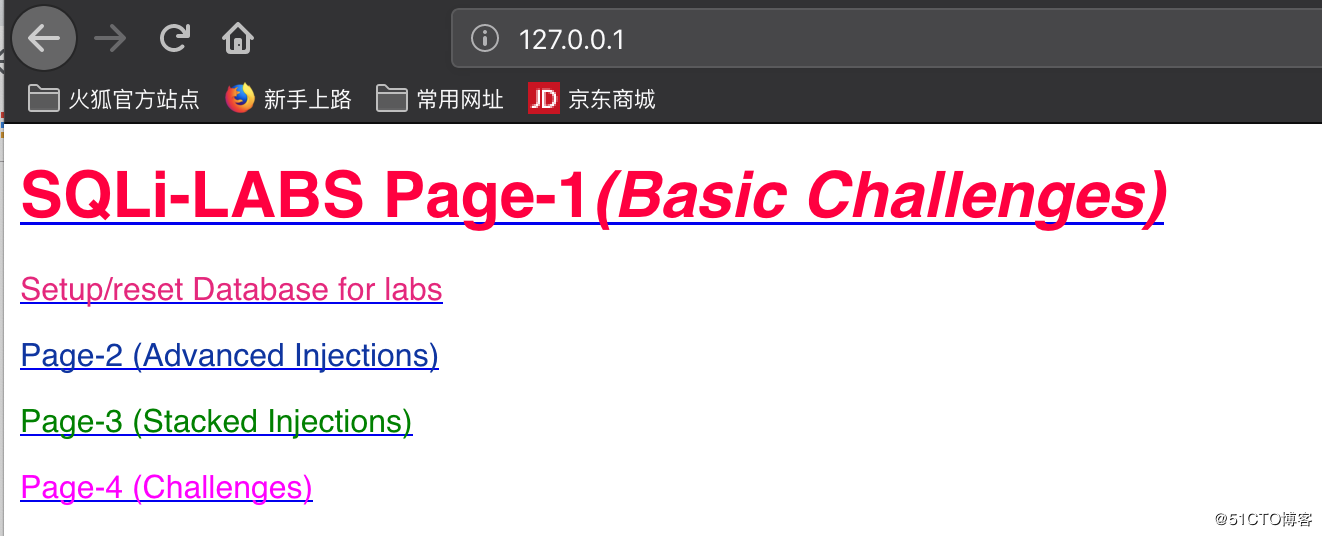 127.0.0.1
火狐官方站点 新手上路 常用网址 JD 京东商城
SQLi-LABS Page-1(Basic Challenges)
Setup/reset Database for labs
Page-2 (Advanced Injections)
Page-3 (Stacked Injections)
Page-4 (Challenges)
@51CTO博客